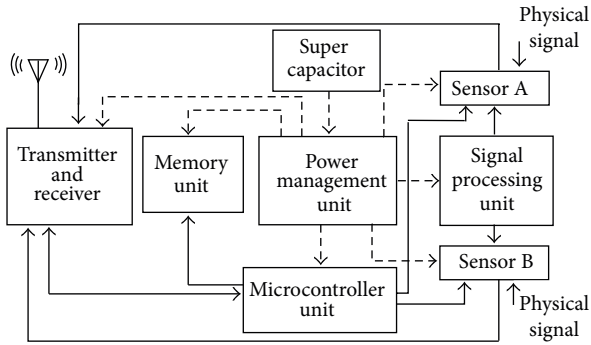 Physical
signal
Super
capacitor
Sensor A
Transmitter
and
receiver
Memory
unit
Power
management
unit
Signal
processing
unit
Sensor B
Microcontroller
unit
Physical
signal